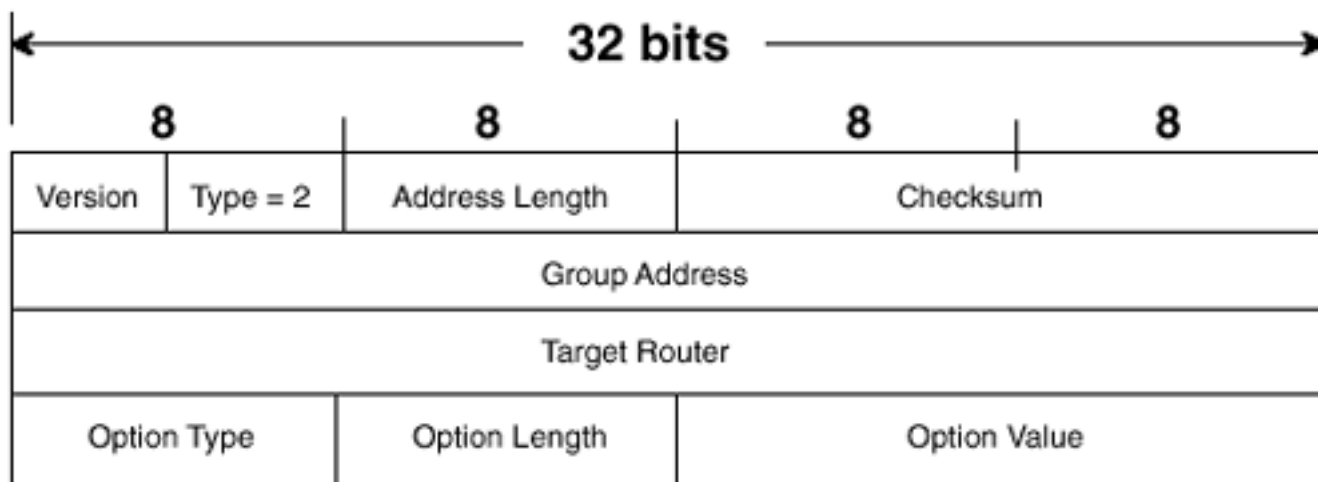 32 bits
8 8 8 8
Version Type = 2 Address Length Checksum
Group Address
Target Router
Option Type Option Length Option Value